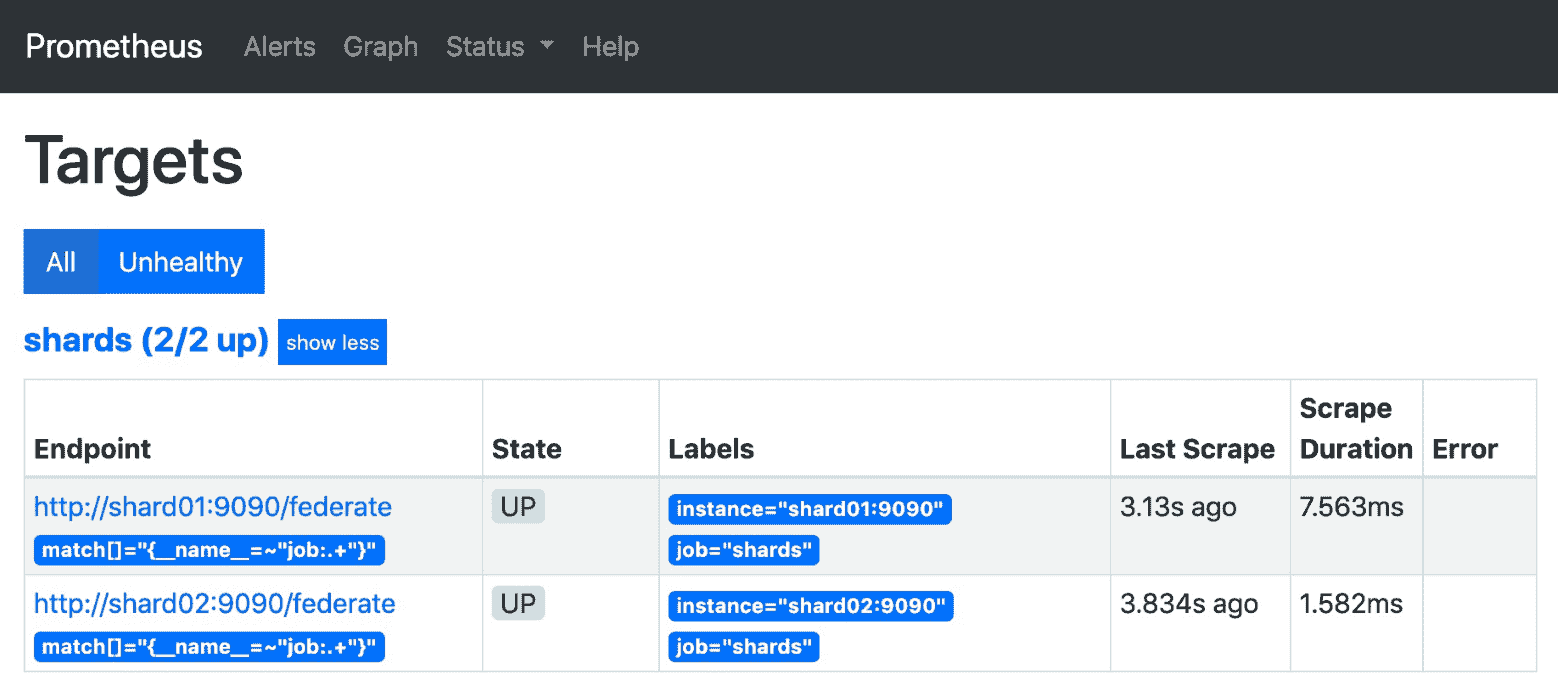 Prometheus Alerts Graph Status Help
Targets
All Unhealthy
shards (2/2 up) show less
Endpoint State Labels Last Scrape Scrape Duration Error
http://shard01:9090/federate UP instance="shard01:9090" 3.13s ago 7.563ms
match[]="{__name__=~"job:.+"}" job="shards"
http://shard02:9090/federate UP instance="shard02:9090" 3.834s ago 1.582ms
match[]="{__name__=~"job:.+"}" job="shards"